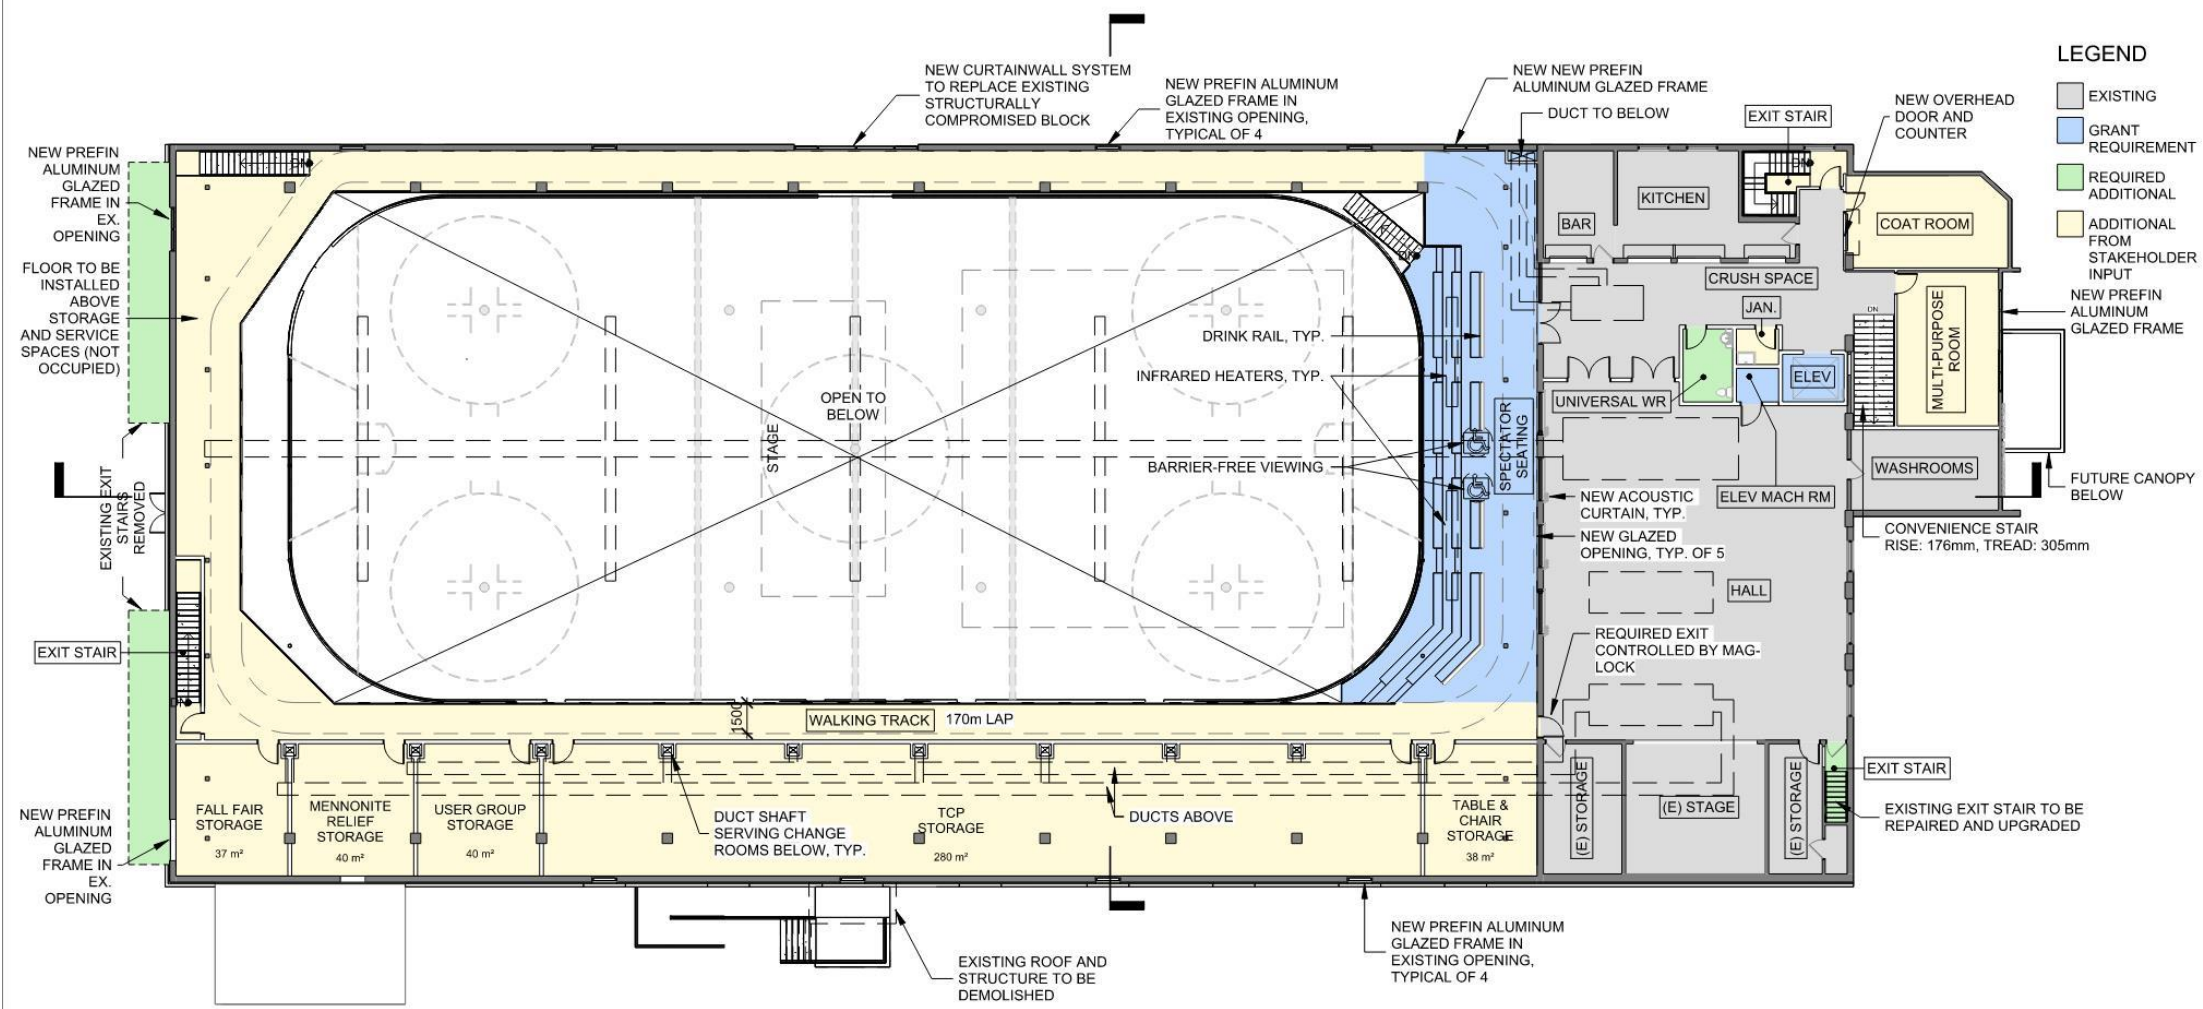 NEW CURTAINWALL SYSTEM
TO REPLACE EXISTING
STRUCTURALLY
COMPROMISED BLOCK
NEW PREFIN ALUMINUM
GLAZED FRAME IN
EXISTING OPENING,
TYPICAL OF 4
NEW NEW PREFIN
ALUMINUM GLAZED FRAME
DUCT TO BELOW
EXIT STAIR
NEW OVERHEAD
DOOR AND
COUNTER
LEGEND
EXISTING
GRANT
REQUIREMENT
REQUIRED
ADDITIONAL
ADDITIONAL
FROM
STAKEHOLDER
INPUT
NEW PREFIN
ALUMINUM
GLAZED
FRAME IN
EX.
OPENING
FLOOR TO BE
INSTALLED
ABOVE
STORAGE
AND SERVICE
SPACES (NOT
OCCUPIED)
EXISTING EXIT
STAIRS
REMOVED
EXIT STAIR
NEW PREFIN
ALUMINUM
GLAZED
FRAME IN
EX.
OPENING
DN
DN
DN
DN
DN
BAR
KITCHEN
COAT ROOM
CRUSH SPACE
JAN.
MULTI-PURPOSE
ROOM
NEW PREFIN
ALUMINUM
GLAZED FRAME
DRINK RAIL, TYP.
INFRARED HEATERS, TYP.
OPEN TO
BELOW
STAGE
BARRIER-FREE VIEWING
SPECTATOR
SEATING
UNIVERSAL WR
ELEV
WASHROOMS
ELEV MACH RM
FUTURE CANOPY
BELOW
NEW ACOUSTIC
CURTAIN, TYP.
NEW GLAZED
OPENING, TYP. OF 5
CONVENIENCE STAIR
RISE: 176mm, TREAD: 305mm
HALL
REQUIRED EXIT
CONTROLLED BY MAG-
LOCK
1500
WALKING TRACK
170m LAP
FALL FAIR
STORAGE
37 m²
MENNONITE
RELIEF
STORAGE
40 m²
USER GROUP
STORAGE
40 m²
DUCT SHAFT
SERVING CHANGE
ROOMS BELOW, TYP.
TCP
STORAGE
280 m²
DUCTS ABOVE
TABLE &
CHAIR
STORAGE
38 m²
(E) STORAGE
(E) STAGE
(E) STORAGE
EXIT STAIR
EXISTING EXIT STAIR TO BE
REPAIRED AND UPGRADED
EXISTING ROOF AND
STRUCTURE TO BE
DEMOLISHED
NEW PREFIN ALUMINUM
GLAZED FRAME IN
EXISTING OPENING,
TYPICAL OF 4